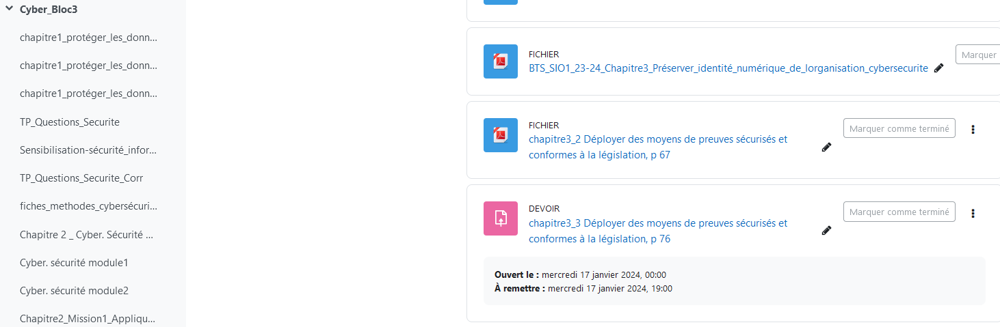 Cyber_Bloc3
chapitre1_protéger_les_donn...
chapitre1_protéger_les_donn...
chapitre1_protéger_les_donn...
TP_Questions_Securite
Sensibilisation-sécurité_infor...
TP_Questions_Securite_Corr
fiches_methodes_cybersécuri...
Chapitre 2 _ Cyber. Sécurité ...
Cyber. sécurité module1
Cyber. sécurité module2
Chapitre2_Mission1_Appliqu...
FICHIER
Marquer
BTS_SIO1_23-24_Chapitre3_Préserver_identité_numérique_de_lorganisation_cybersecurite
FICHIER
Marquer comme terminé
chapitre3_2 Déployer des moyens de preuves sécurisés et
conformes à la législation, p 67
DEVOIR
Marquer comme terminé
chapitre3_3 Déployer des moyens de preuves sécurisés et
conformes à la législation, p 76
Ouvert le : mercredi 17 janvier 2024, 00:00
À remettre : mercredi 17 janvier 2024, 19:00